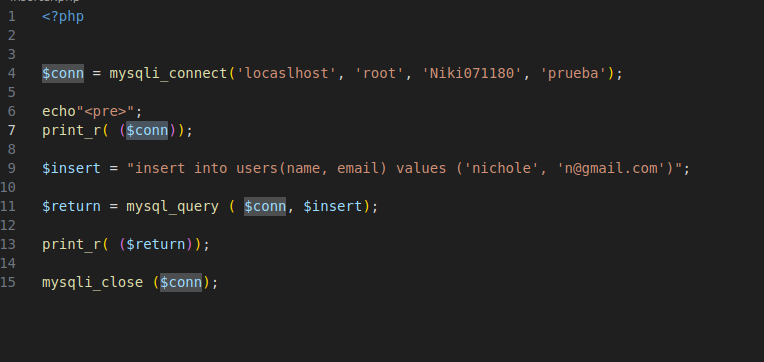 1 <?php
2
3
4 $conn = mysqli_connect('locaslhost', 'root', 'Niki071180', 'prueba');
5
6 echo"<pre>";
7 print_r( ($conn));
8
9 $insert = "insert into users(name, email) values ('nichole', 'n@gmail.com')";
10
11 $return = mysql_query ( $conn, $insert);
12
13 print_r( ($return));
14
15 mysqli_close ($conn);